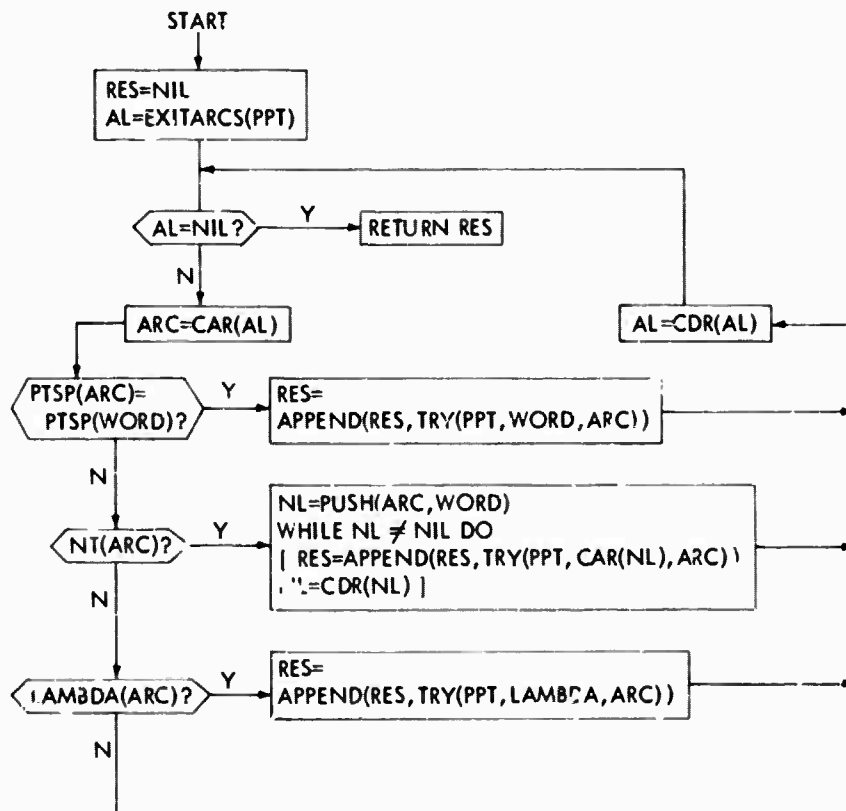 START
RES=NIL
AL=EXITARCS(PPT)
AL=NIL?
Y
RETURN RES
N
ARC=CAR(AL)
AL=CDR(AL)
PTSP(ARC)=
PTSP(WORD)?
Y
RES=
APPEND(RES,TRY(PPT,WORD,ARC))
N
NT(ARC)?
Y
NL=PUSH(ARC,WORD)
WHILE NL ≠ NIL DO
[ RES=APPEND(RES,TRY(PPT,CAR(NL),ARC))
=CDR(NL) ]
N
LAMBDA(ARC)?
Y
RES=
APPEND(RES,TRY(PPT,LAMBDA,ARC))
N